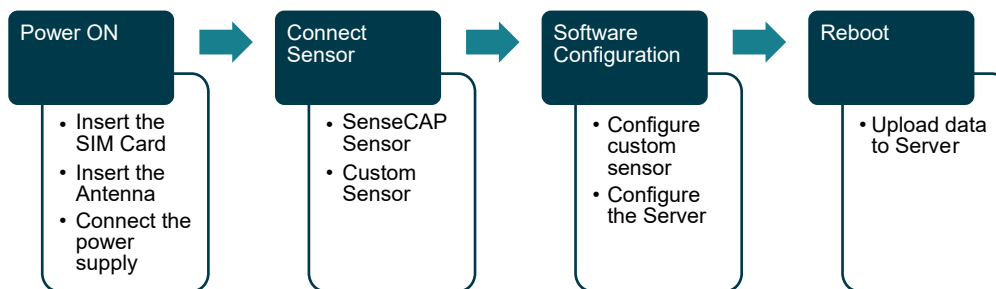 Power ON
• Insert the
SIM Card
• Insert the
Antenna
• Connect the
power
supply
Connect
Sensor
• SenseCAP
Sensor
• Custom
Sensor
Software
Configuration
• Configure
custom
sensor
• Configure
the Server
Reboot
• Upload data
to Server